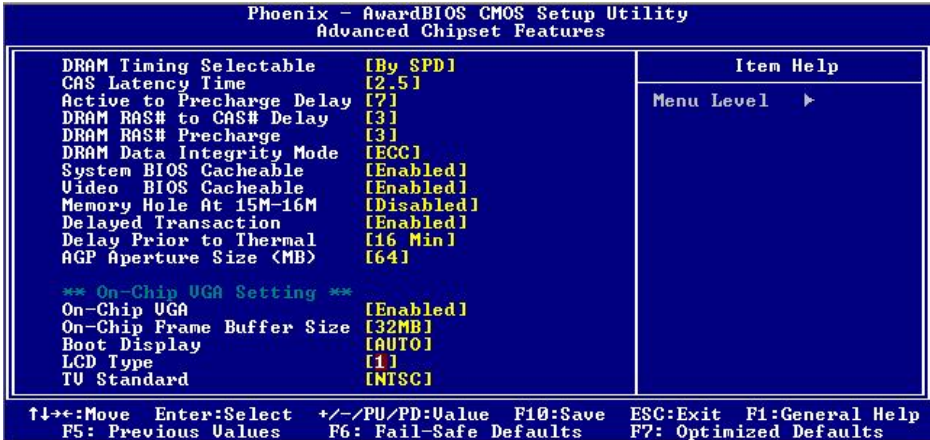 Phoenix - AwardBIOS CMOS Setup Utility
Advanced Chipset Features
DRAM Timing Selectable [By SPD]
CAS Latency Time [2.5]
Active to Precharge Delay [7]
DRAM RAS# to CAS# Delay [3]
DRAM RAS# Precharge [3]
DRAM Data Integrity Mode [ECC]
System BIOS Cacheable [Enabled]
Video BIOS Cacheable [Enabled]
Memory Hole At 15M-16M [Disabled]
Delayed Transaction [Enabled]
Delay Prior to Thermal [16 Min]
AGP Aperture Size (MB) [64]
** On-Chip VGA Setting **
On-Chip VGA [Enabled]
On-Chip Frame Buffer Size [32MB]
Boot Display [AUTO]
LCD Type [1]
TV Standard [NTSC]
Item Help
Menu Level ▶
↑↓→←:Move Enter:Select +/-/PU/PD:Value F10:Save ESC:Exit F1:General Help
F5: Previous Values F6: Fail-Safe Defaults F7: Optimized Defaults